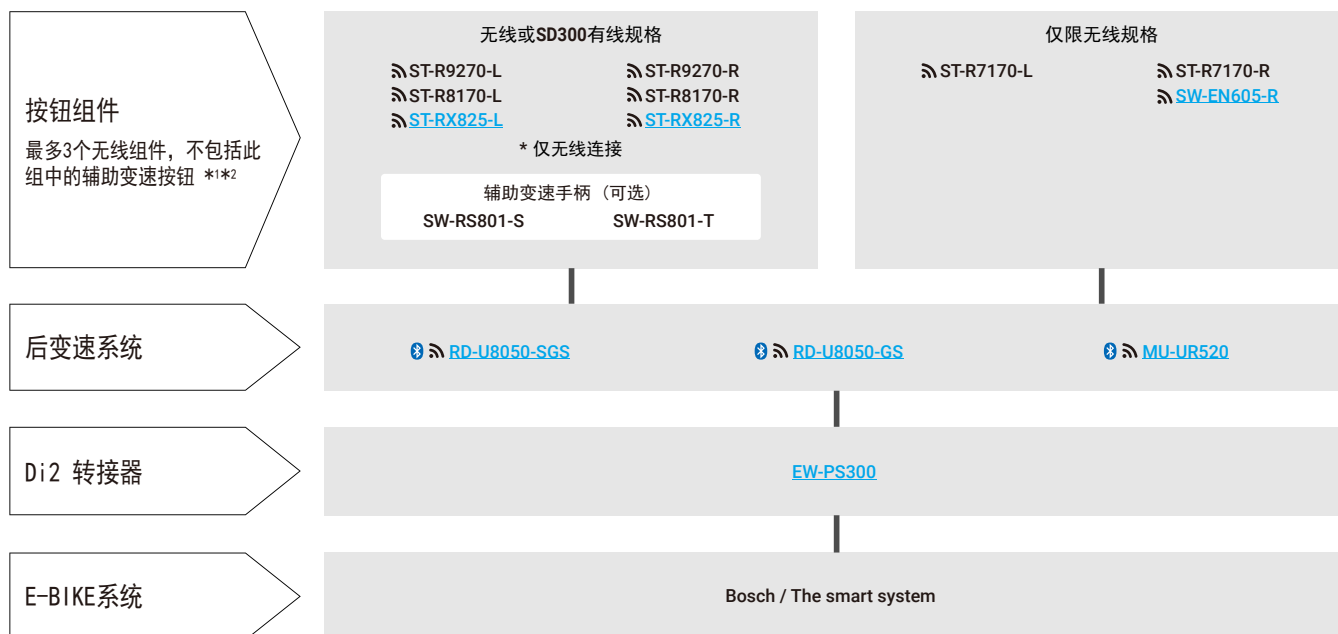 无线或SD300有线规格
ST-R9270-L ST-R9270-R
ST-R8170-L ST-R8170-R
ST-RX825-L ST-RX825-R
* 仅无线连接
辅助变速手柄（可选）
SW-RS801-S SW-RS801-T
仅限无线规格
ST-R7170-L ST-R7170-R
SW-EN605-R
按钮组件
最多3个无线组件，不包括此
组中的辅助变速按钮 *1*2
后变速系统
RD-U8050-SGS RD-U8050-GS MU-UR520
Di2 转接器
EW-PS300
E-BIKE系统
Bosch / The smart system